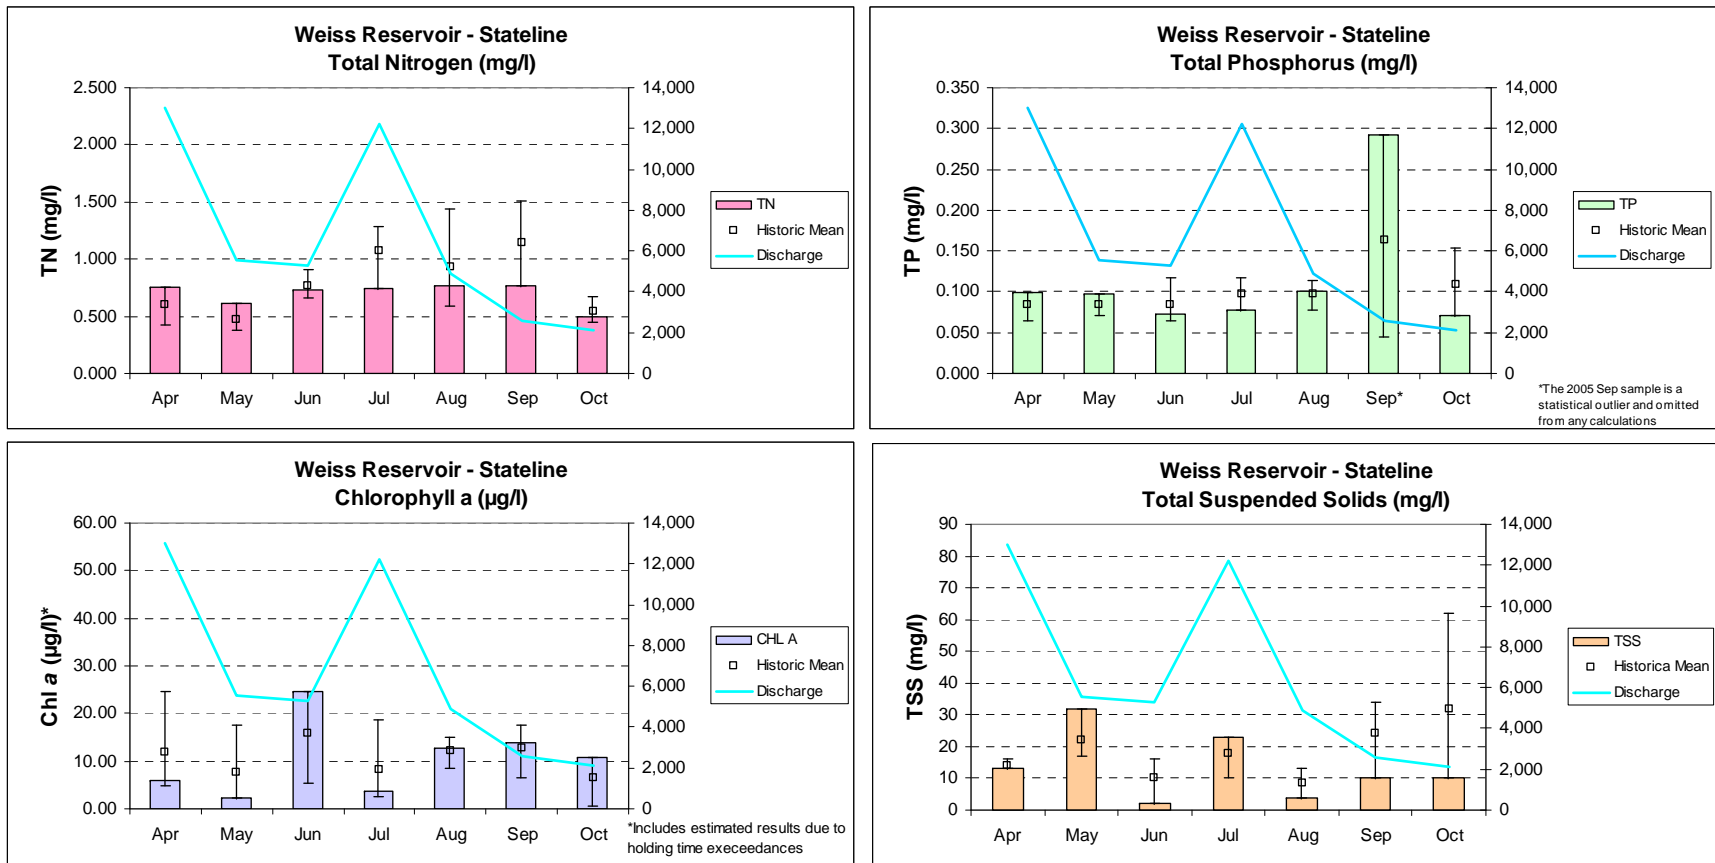 Weiss Reservoir - Stateline
Total Nitrogen (mg/l)
2.500
2.000
1.500
1.000
0.500
0.000
TN (mg/l)
14,000
12,000
10,000
8,000
6,000
4,000
2,000
0
Apr May Jun Jul Aug Sep Oct
TN
Historic Mean
Discharge
Weiss Reservoir - Stateline
Total Phosphorus (mg/l)
0.350
0.300
0.250
0.200
0.150
0.100
0.050
0.000
TP (mg/l)
14,000
12,000
10,000
8,000
6,000
4,000
2,000
0
Apr May Jun Jul Aug Sep* Oct
TP
Historic Mean
Discharge
*The 2005 Sep sample is a
statistical outlier and omitted
from any calculations
Weiss Reservoir - Stateline
Chlorophyll a (µg/l)
60.00
50.00
40.00
30.00
20.00
10.00
0.00
Chl a (µg/l)*
14,000
12,000
10,000
8,000
6,000
4,000
2,000
0
Apr May Jun Jul Aug Sep Oct
CHL A
Historic Mean
Discharge
*Includes estimated results due to
holding time execeedances
Weiss Reservoir - Stateline
Total Suspended Solids (mg/l)
90
80
70
60
50
40
30
20
10
0
TSS (mg/l)
14,000
12,000
10,000
8,000
6,000
4,000
2,000
0
Apr May Jun Jul Aug Sep Oct
TSS
Historica Mean
Discharge